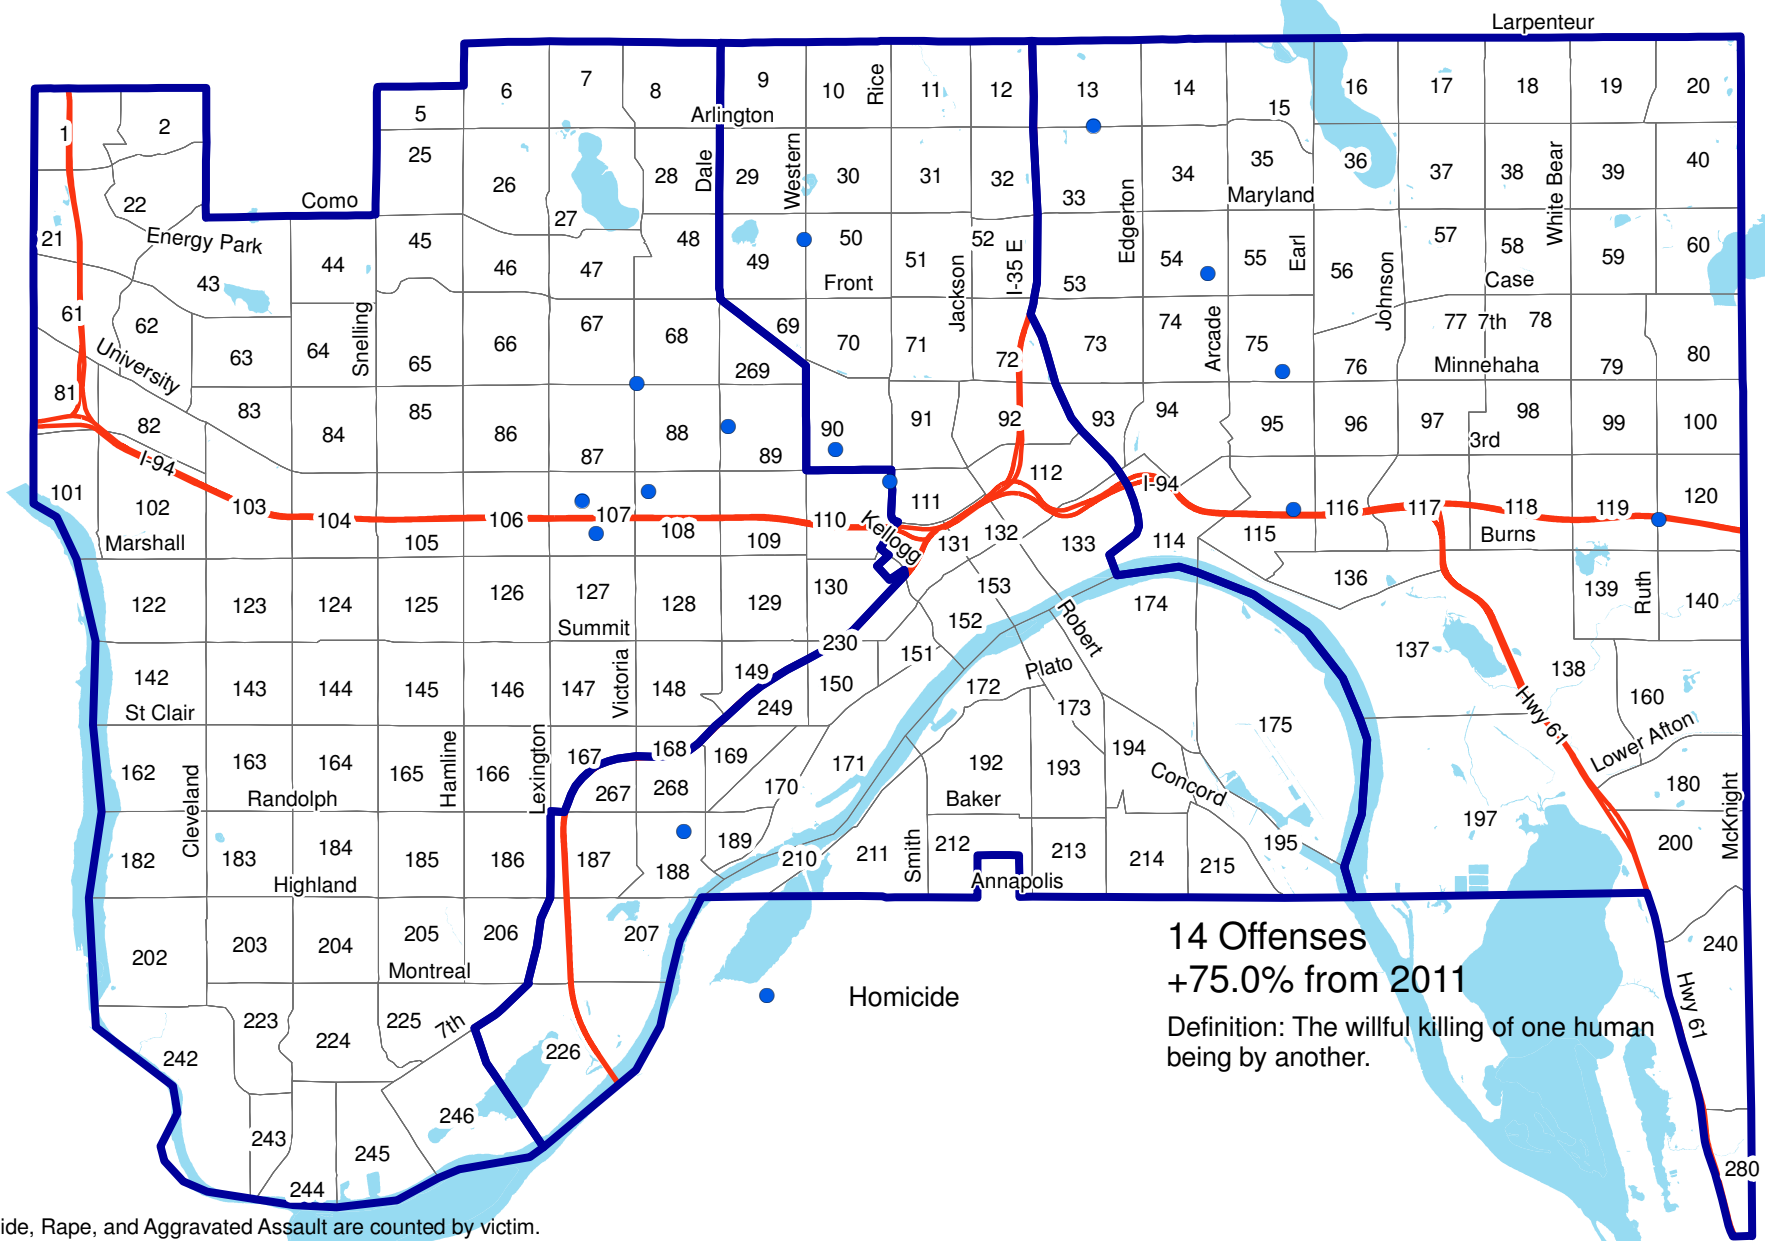 Larpenteur
6 7 8 9 10 Rice 11 12 13 14 15 16 17 18 19 20
1 2 5 Arlington
25 26 27 28 Dale 29 Western 30 31 32 33 Edgerton 34 35 36 37 38 White Bear 39 40
22 Como Maryland
21 Energy Park 45 48 50 52 54 55 Earl 57 58 59 60
43 44 46 47 49 Front 51 Jackson I-35 E 53 56 Johnson Case
61 62 Snelling 67 68 69 70 71 72 73 74 Arcade 75 77 7th 78
University 63 64 65 66 269 76 Minnehaha 79 80
81 82 83 84 85 86 87 88 89 90 91 92 93 94 95 96 97 98 3rd 99 100
I-94 112 I-94
101 102 103 104 106 107 108 110 111 116 117 118 119 120
Marshall 105 109 Kellogg 131 132 133 114 115 Burns
122 123 124 125 126 127 128 129 130 153 174 136 139 Ruth 140
Summit 230 152 Robert
142 143 144 145 146 147 Victoria 148 149 150 151 Plato 137 138
St Clair 249 172 173 175 Hwy 61 160
162 163 164 165 Hamline 166 Lexington 167 168 169 171 192 193 194 Lower Afton
Cleveland Randolph 267 268 170 Baker Concord 197 180 McKnight
182 183 184 185 186 187 188 189 210 211 Smith 212 213 214 215 195 200
Highland Annapolis
202 203 204 205 206 207 240
Montreal
223 224 225 7th Hwy 61
242 226
243 245 246
244 280
Homicide
14 Offenses
+75.0% from 2011
Definition: The willful killing of one human
being by another.
ide, Rape, and Aggravated Assault are counted by victim.